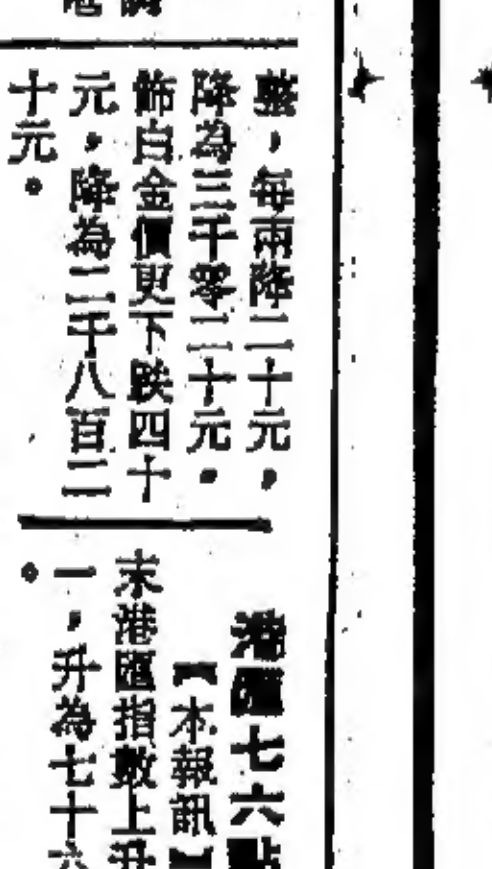 整，每兩降二十元，
降為三千零二十元。
飾白金價更下跌四十
元，降為二千八百二
十元。
港匯七六點
【本報訊】
末港匯指數上升
一，升為七十六
。